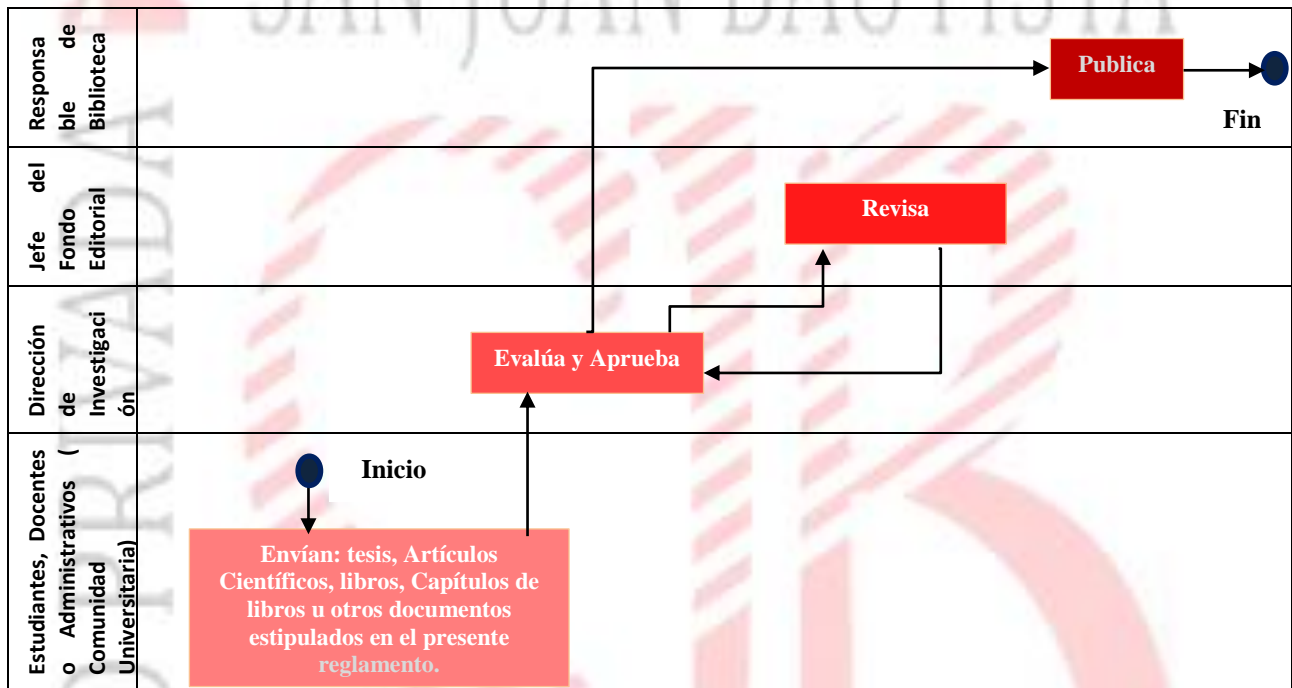 SAN JUAN BAUTISTA
Responsa
ble de
Biblioteca
Publica
Fin
Jefe del
Fondo
Editorial
Revisa
Dirección
de
Investigaci
ón
Evalúa y Aprueba
Estudiantes, Docentes
o Administrativos (
Comunidad
Universitaria)
Inicio
Envían: tesis, Artículos
Científicos, libros, Capítulos de
libros u otros documentos
estipulados en el presente
reglamento.
PRIVADA